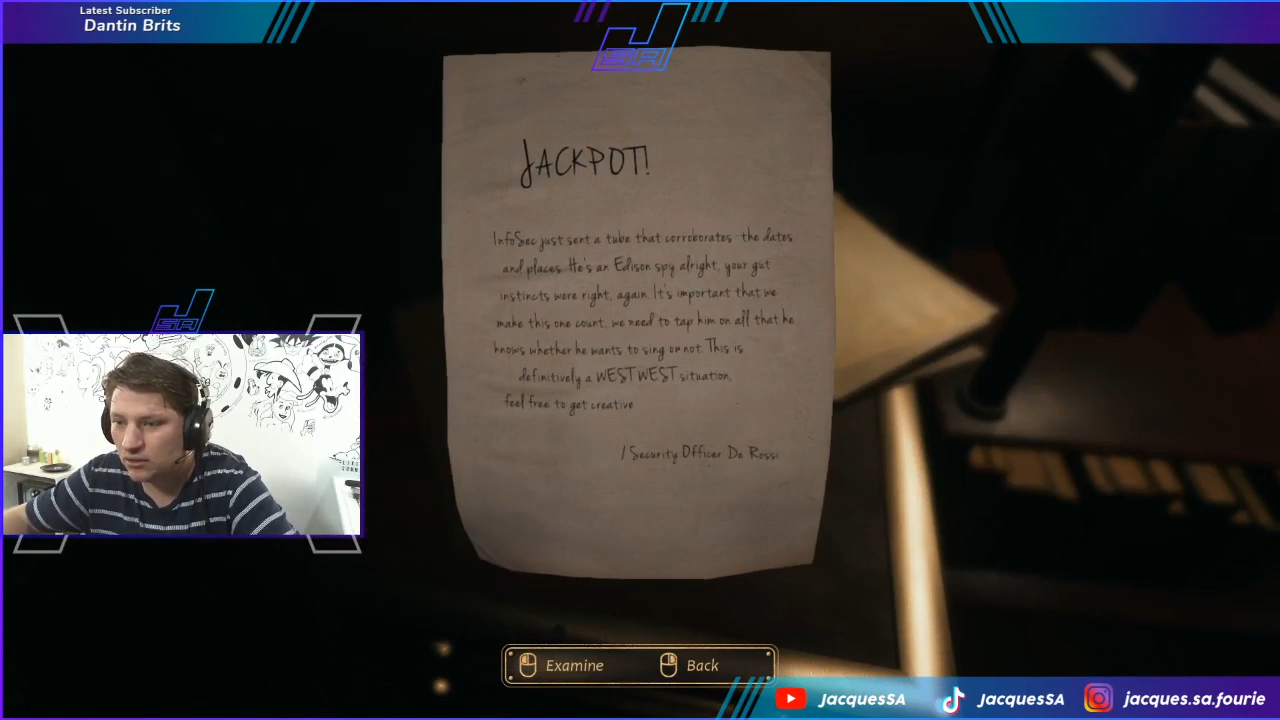 Latest Subscriber
Dantin Brits
J
SA
JACKPOT!
InfoSec just sent a tube that corroborates the dates
and places. He's an Edison spy alright, your gut
instincts were right, again. It's important that we
make this one count, we need to tap him on all that he
knows whether he wants to sing or not. This is
definitively a WEST WEST situation,
feel free to get creative
/ Security Officer De Rossi
J
SA
Examine
Back
JacquesSA
JacquesSA
jacques.sa.fourie